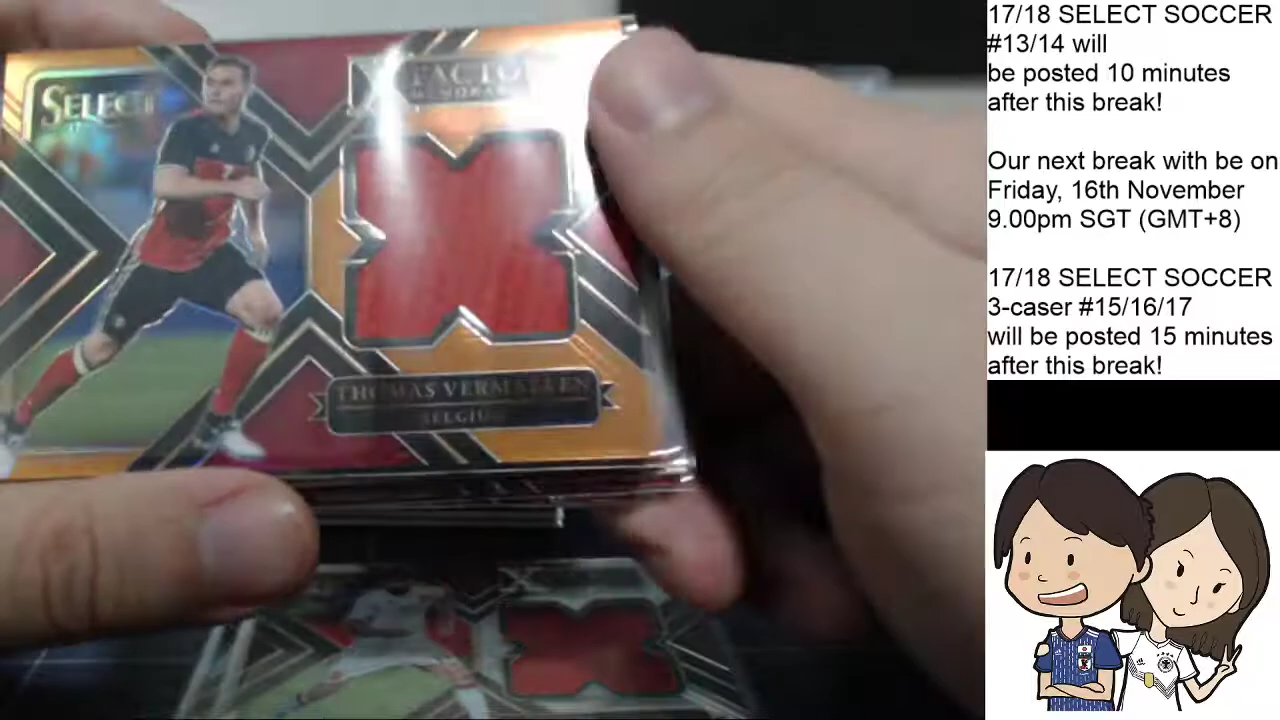 SELECT
THOMAS VERMAELEN
BELGIUM
17/18 SELECT SOCCER
#13/14 will
be posted 10 minutes
after this break!
Our next break with be on
Friday, 16th November
9.00pm SGT (GMT+8)
17/18 SELECT SOCCER
3-caser #15/16/17
will be posted 15 minutes
after this break!